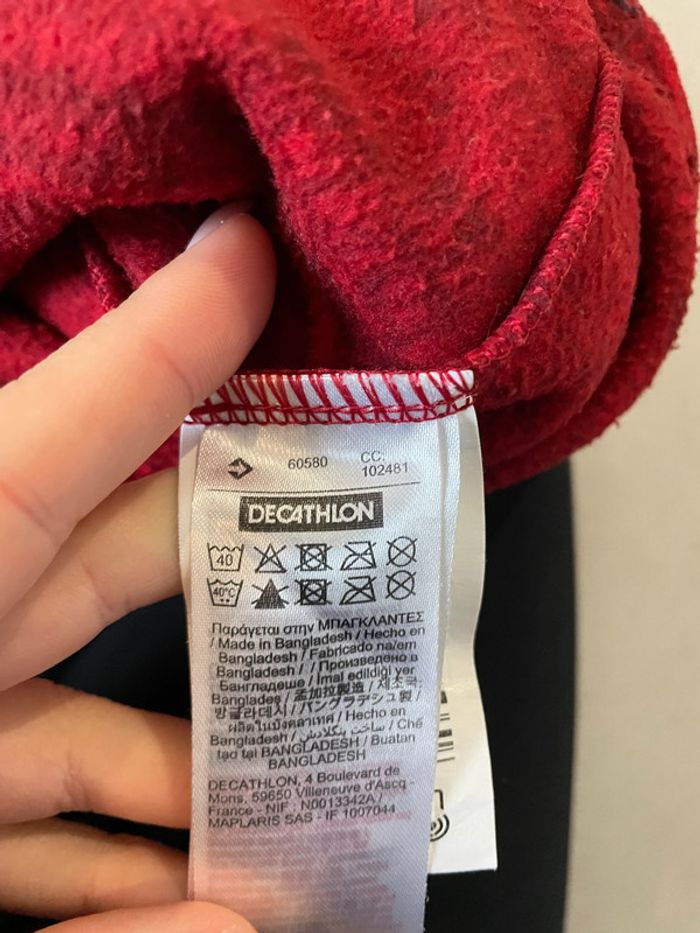 60580 CC.
102481
DECATHLON
40
40°C
Παράγεται στην ΜΠΑΓΚΛΑΝΤΕΣ
/ Made in Bangladesh / Hecho en
Bangladesh / Fabricado na/em
Bangladesh / / Произведено в
Бангладеше / İmal edildiği yer
Bangladeş / 孟加拉製造 / 제조국:
방글라데시 / バングラデシュ製 /
ผลิตในบังคลาเทศ / Hecho en
Bangladesh / ساخت بنگلادش / Chế
tạo tại BANGLADESH / Buatan
BANGLADESH
DECATHLON, 4 Boulevard de
Mons, 59650 Villeneuve d'Ascq -
France - NIF : N0013342A /
MAPLARIS SAS - IF 1007044